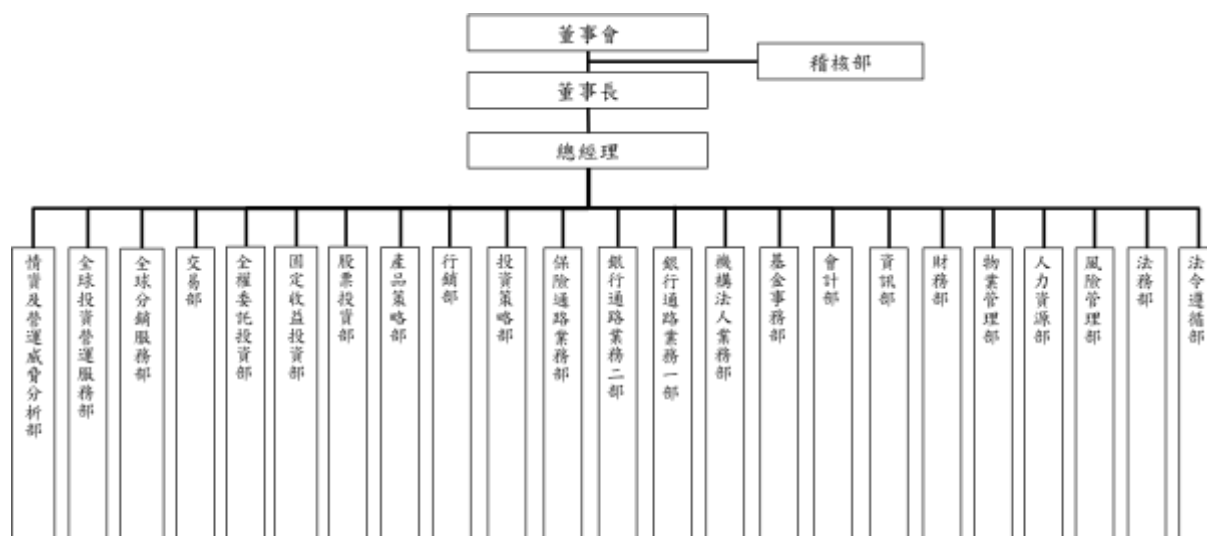 董事會
稽核部
董事長
總經理
情資及營運威脅分析部
全球投資營運服務部
全球分銷服務部
交易部
全權委託投資部
固定收益投資部
股票投資部
產品策略部
行銷部
投資策略部
保險通路業務部
銀行通路業務二部
銀行通路業務一部
機構法人業務部
基金事務部
會計部
資訊部
財務部
物業管理部
人力資源部
風險管理部
法務部
法令遵循部